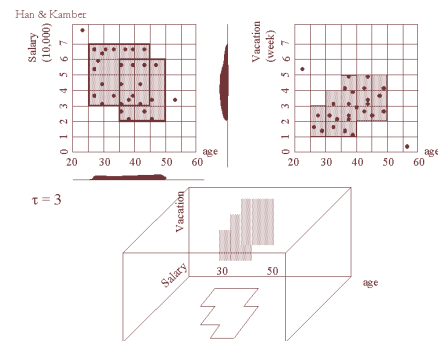 Han & Kamber
Salary
(10,000)
7
6
5
4
3
2
1
0
20
30
40
50
60
age
Vacation
(week)
7
6
5
4
3
2
1
0
20
30
40
50
60
age
τ = 3
Vacation
Salary
30
50
age